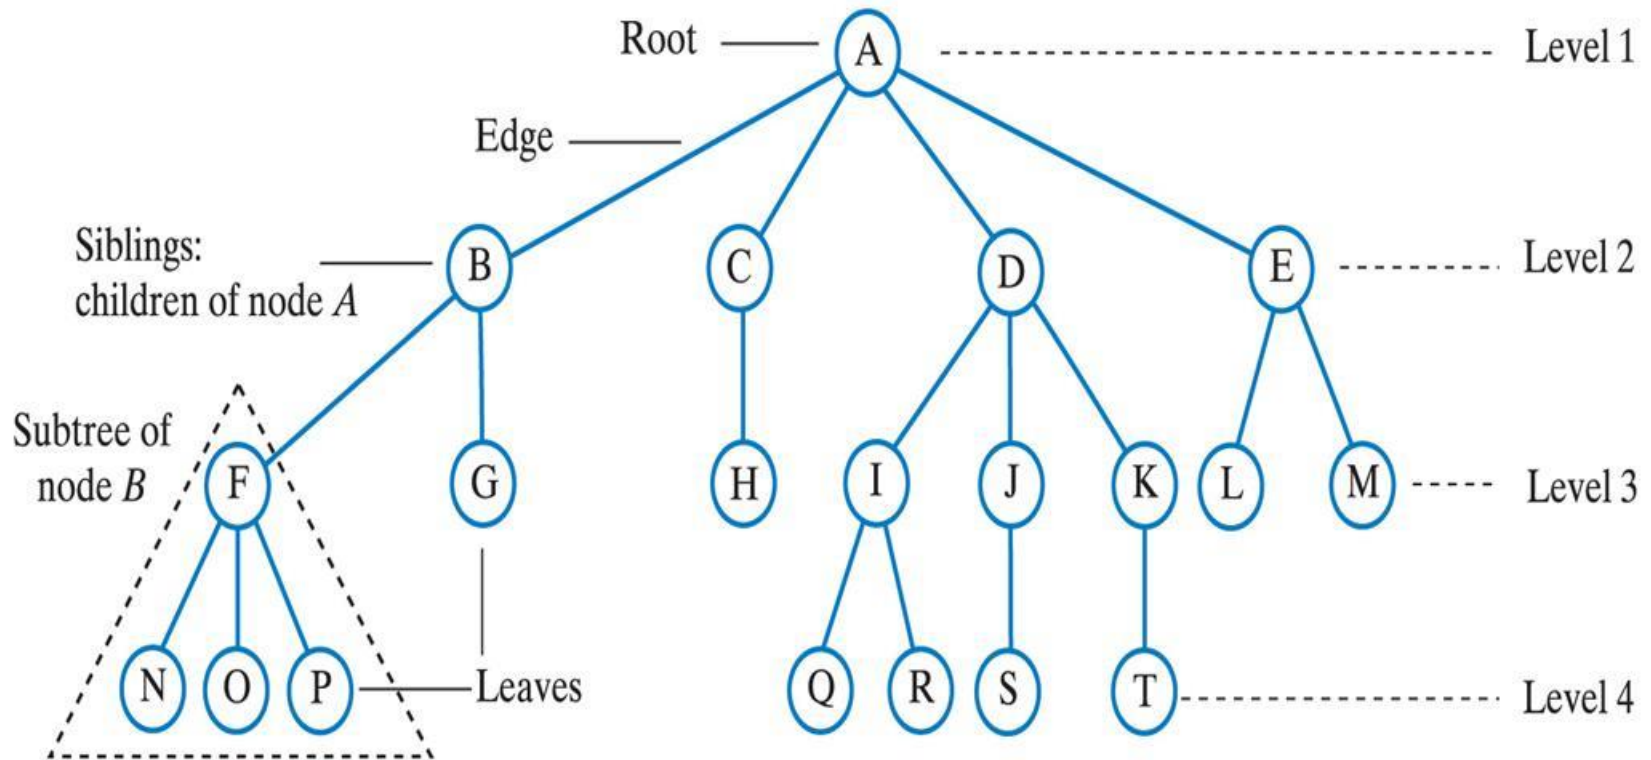 Root A Level 1
Edge
Siblings:
children of node A
B C D E Level 2
Subtree of
node B
F G H I J K L M Level 3
N O P Leaves Q R S T Level 4